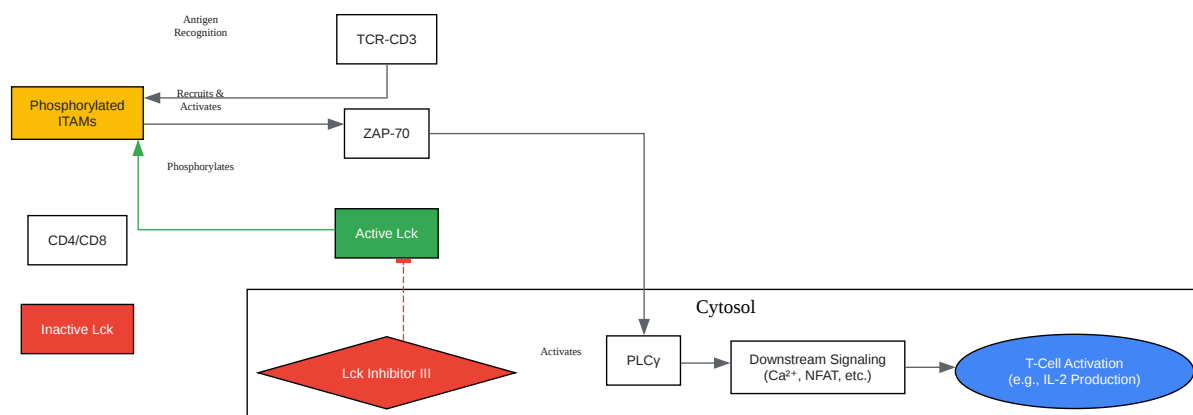 Antigen
Recognition
TCR-CD3
Phosphorylated
ITAMs
Recruits &
Activates
ZAP-70
Phosphorylates
CD4/CD8
Active Lck
Inactive Lck
Cytosol
Lck Inhibitor III
Activates
PLCγ
Downstream Signaling
(Ca²⁺, NFAT, etc.)
T-Cell Activation
(e.g., IL-2 Production)